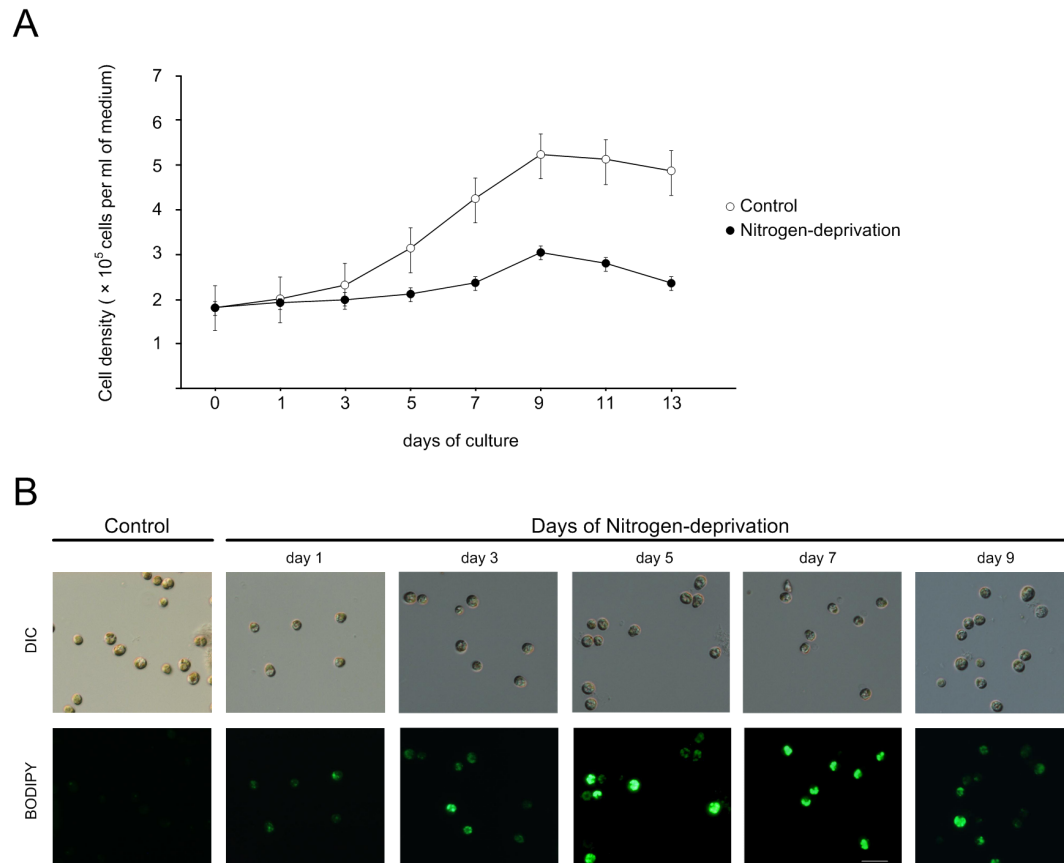 A
Cell density ( × 10⁵ cells per ml of medium)
7
6
5
4
3
2
1
0 1 3 5 7 9 11 13
days of culture
Control
Nitrogen-deprivation
B
Control
Days of Nitrogen-deprivation
day 1 day 3 day 5 day 7 day 9
DIC
BODIPY